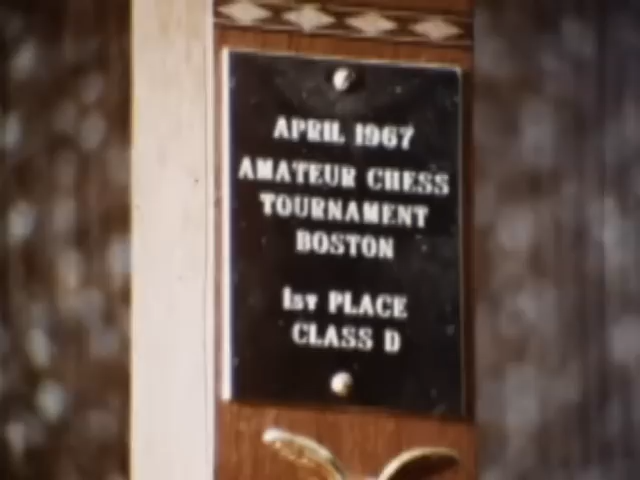 APRIL 1967
AMATEUR CHESS
TOURNAMENT
BOSTON
1ST PLACE
CLASS D